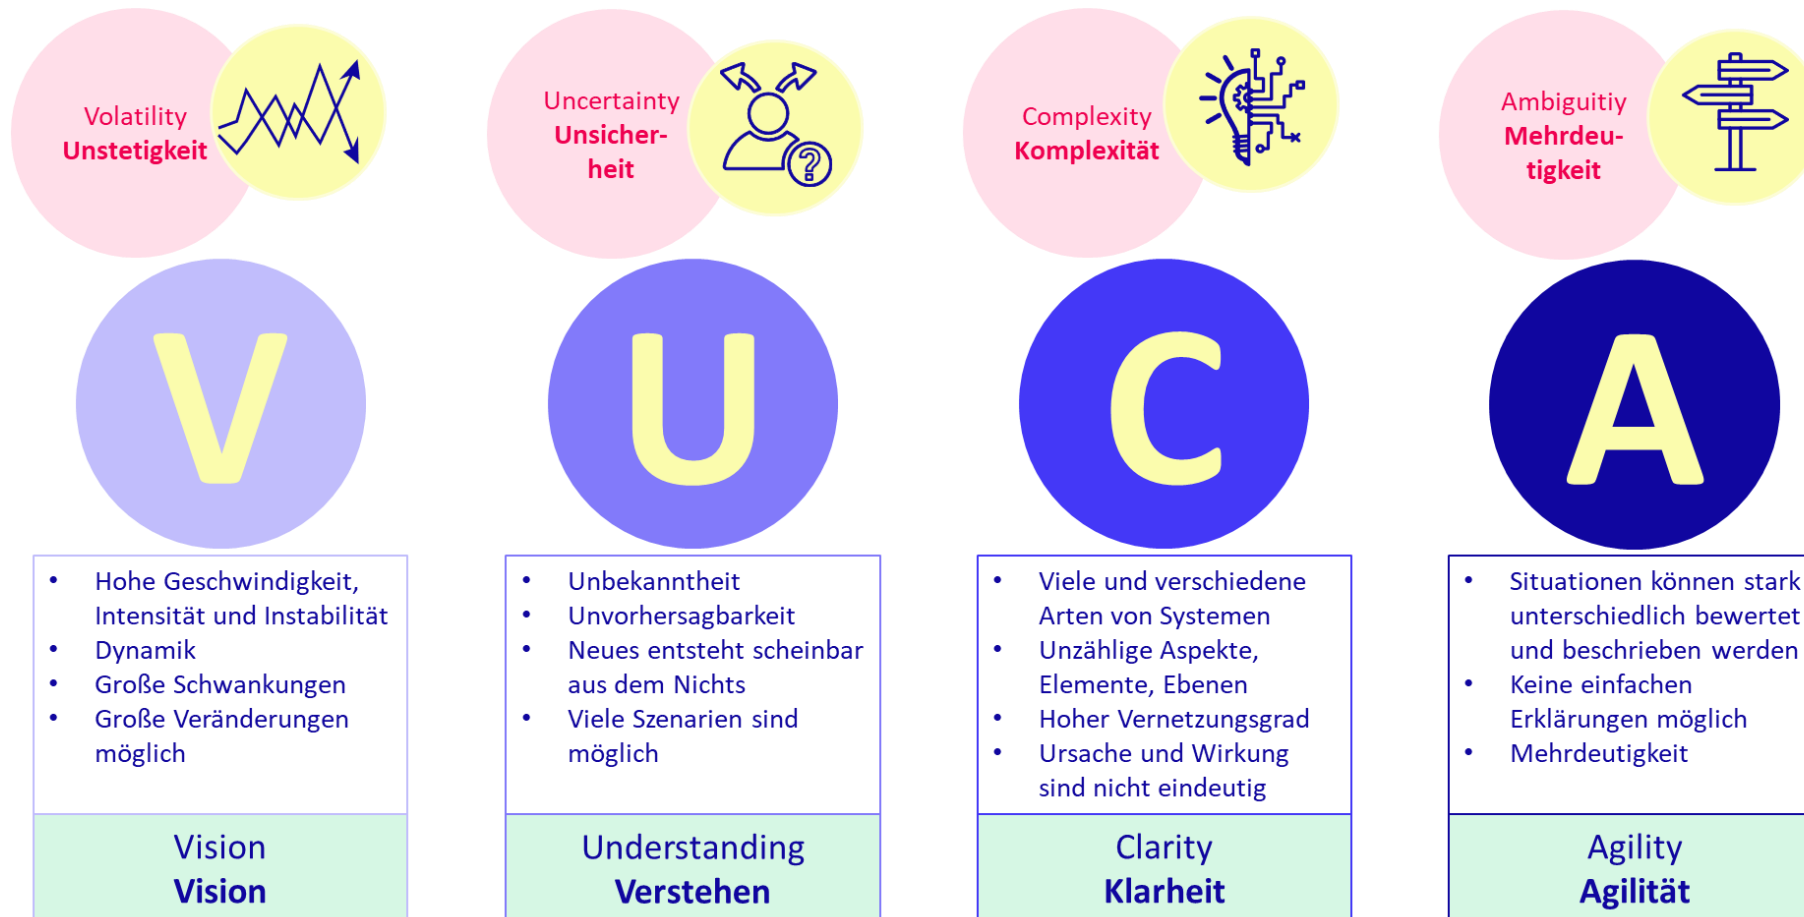 Volatility
Unstetigkeit
Uncertainty
Unsicher-
heit
?
Complexity
Komplexität
Ambiguitiy
Mehrdeu-
tigkeit
V
U
C
A
• Hohe Geschwindigkeit,
Intensität und Instabilität
• Dynamik
• Große Schwankungen
• Große Veränderungen
möglich
• Unbekanntheit
• Unvorhersagbarkeit
• Neues entsteht scheinbar
aus dem Nichts
• Viele Szenarien sind
möglich
• Viele und verschiedene
Arten von Systemen
• Unzählige Aspekte,
Elemente, Ebenen
• Hoher Vernetzungsgrad
• Ursache und Wirkung
sind nicht eindeutig
• Situationen können stark
unterschiedlich bewertet
und beschrieben werden
• Keine einfachen
Erklärungen möglich
• Mehrdeutigkeit
Vision
Vision
Understanding
Verstehen
Clarity
Klarheit
Agility
Agilität